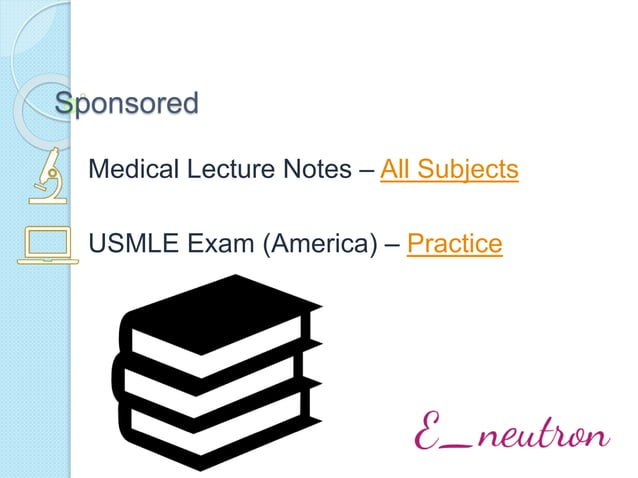 Sponsored
Medical Lecture Notes – All Subjects
USMLE Exam (America) – Practice
E_neutron